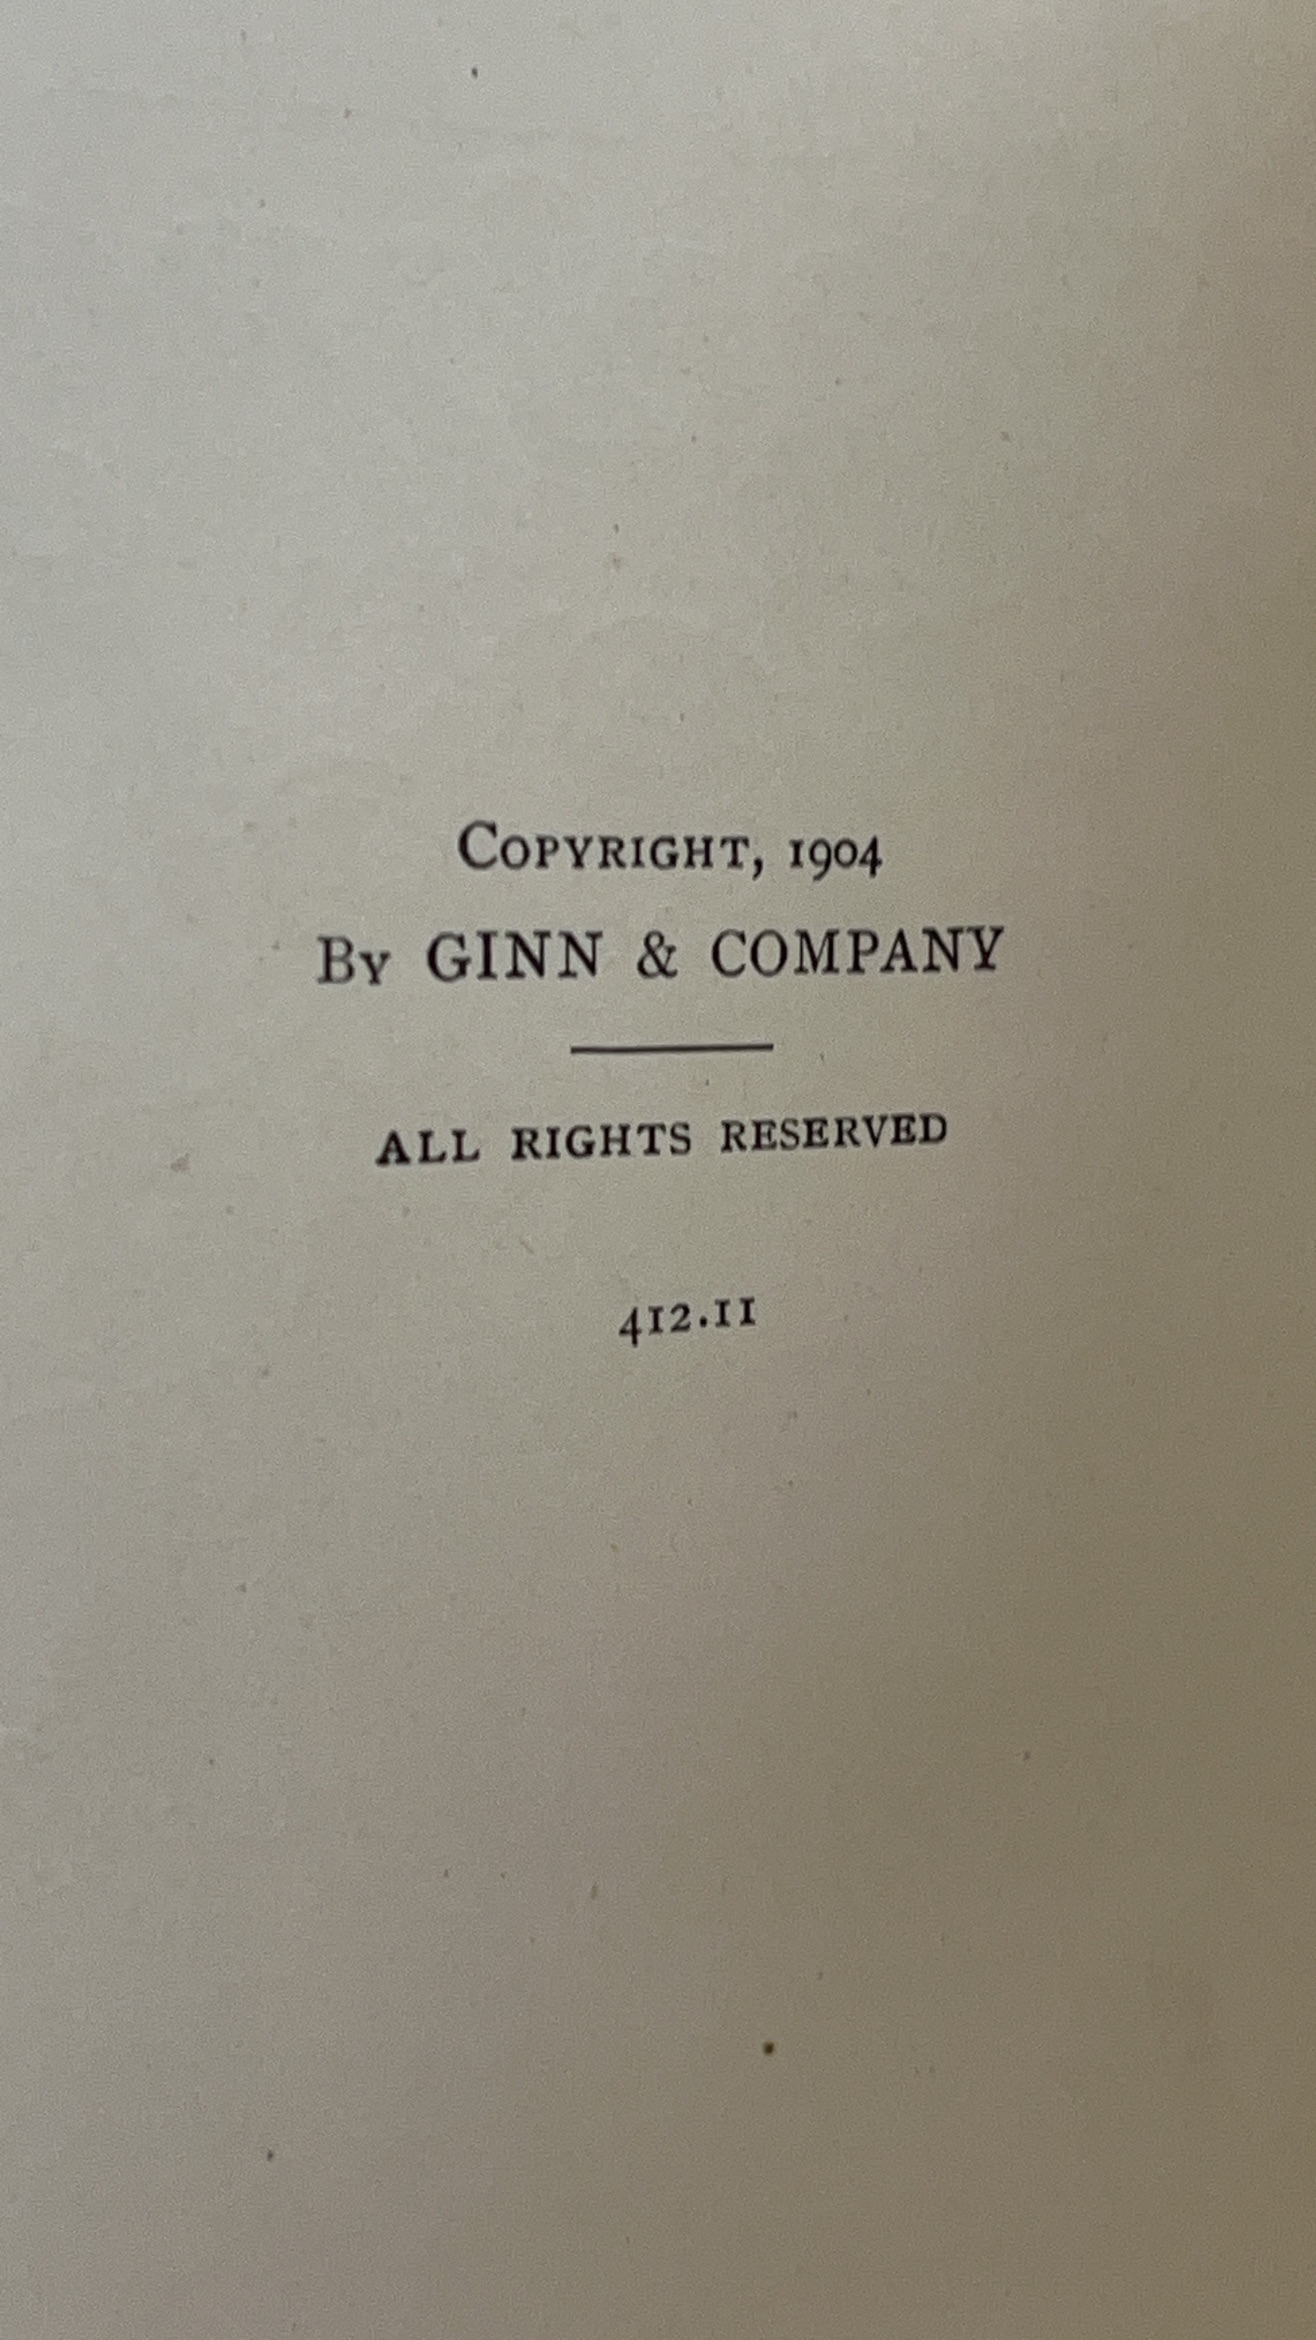 COPYRIGHT, 1904
BY GINN & COMPANY
ALL RIGHTS RESERVED
412.11